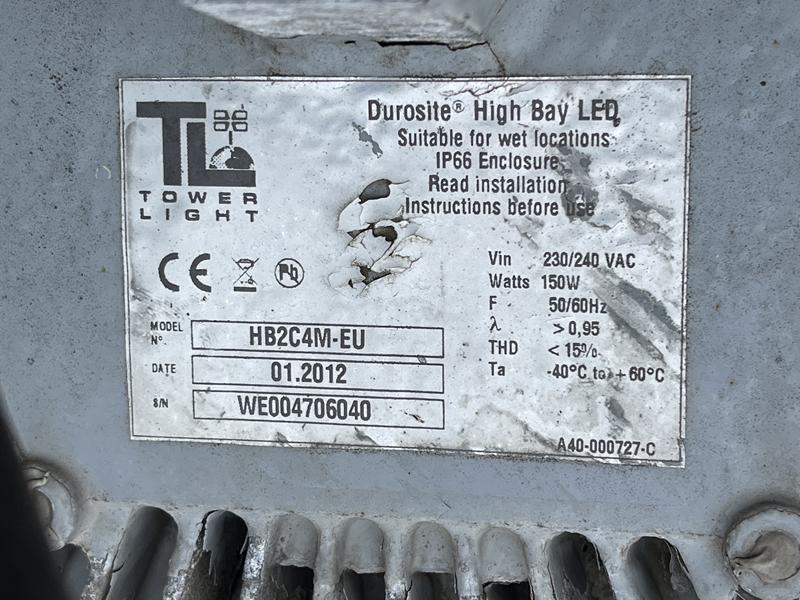 TL
TOWER
LIGHT
Durosite® High Bay LED
Suitable for wet locations
IP66 Enclosure
Read installation
Instructions before use
CE
Pb
Vin 230/240 VAC
Watts 150W
F 50/60Hz
λ >0,95
THD <15%
Ta -40°C to +60°C
MODEL N°. HB2C4M-EU
DATE 01.2012
S/N WE004706040
A40-000727-C